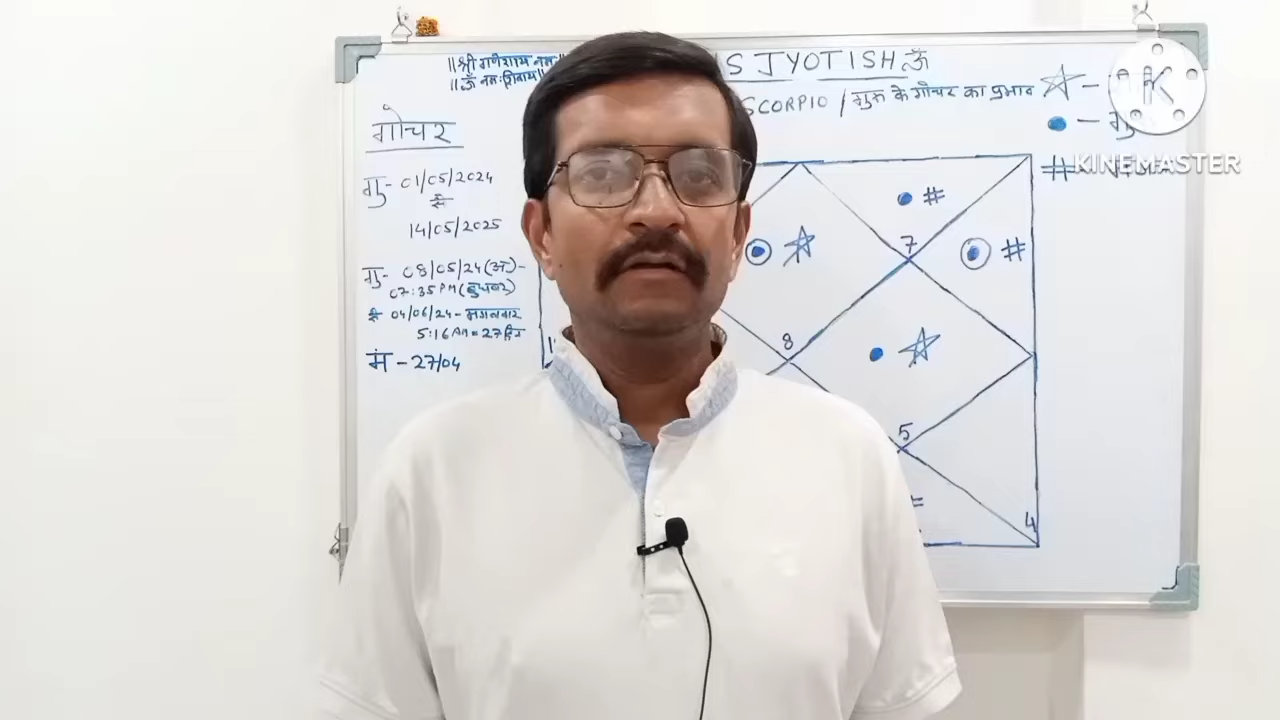 ॥श्री गणेशाय नमः॥
॥ॐ नमः शिवाय॥
S JYOTISH ॐ
SCORPIO / गुरु के गोचर का प्रभाव
गोचर
गु - 01/05/2024
से
14/05/2025
गु - 08/05/24 (अ) -
07:35 PM (बुधवार)
से 04/06/24 - मंगलवार
5:16 AM = 27 दिन
मं - 27/04
KINEMASTER
#
☆
7
#
8
☆
5
4